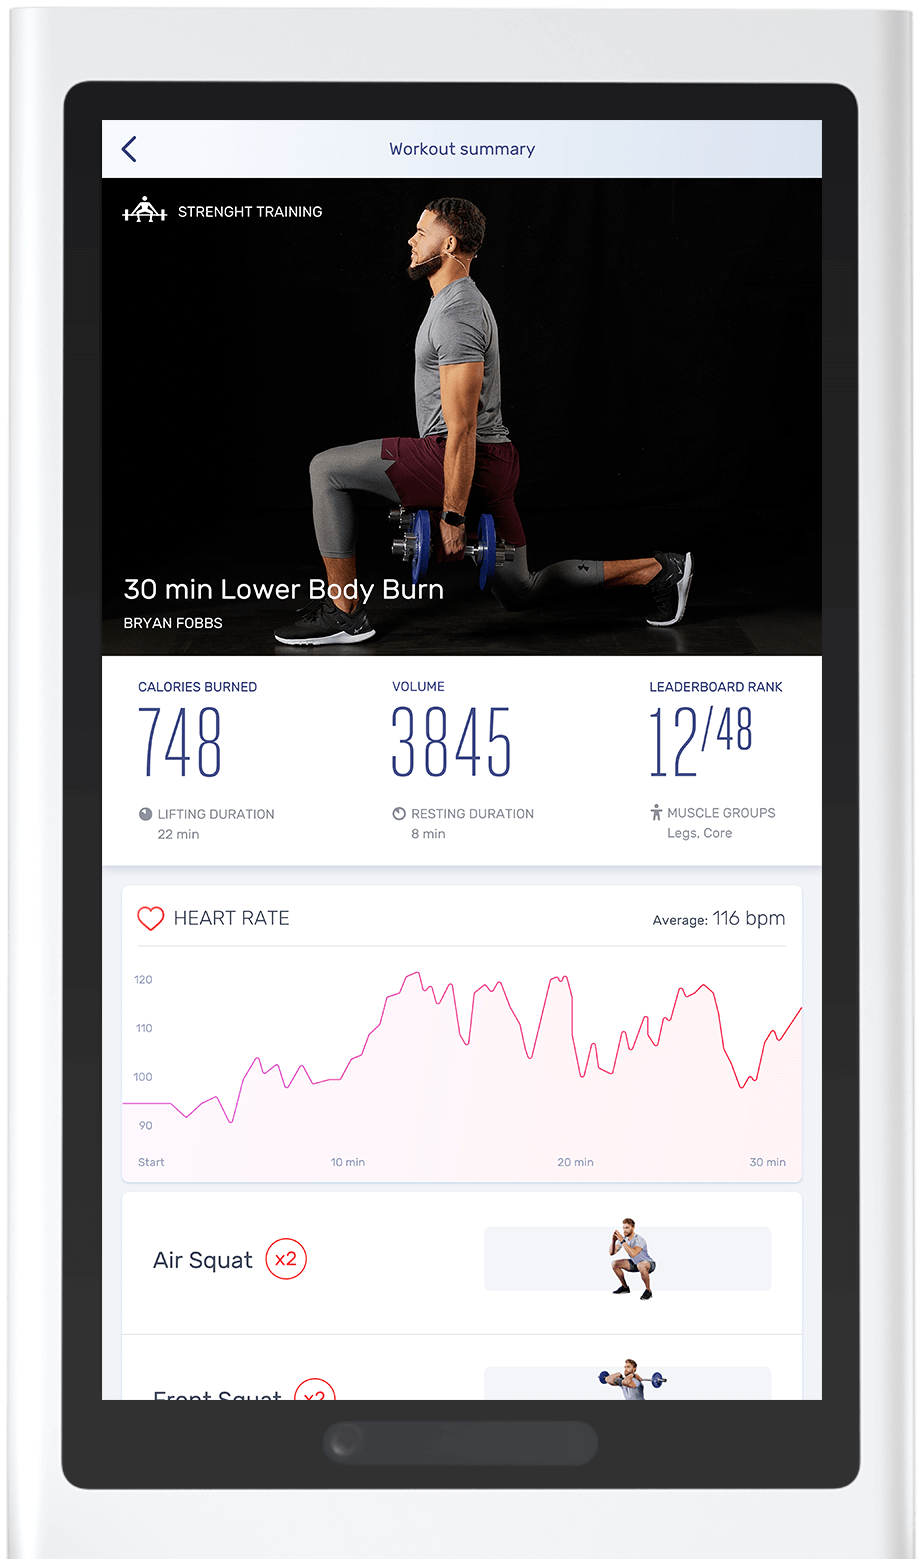 Workout summary
STRENGHT TRAINING
30 min Lower Body Burn
BRYAN FOBBS
CALORIES BURNED
748
VOLUME
3845
LEADERBOARD RANK
12/48
LIFTING DURATION
22 min
RESTING DURATION
8 min
MUSCLE GROUPS
Legs, Core
HEART RATE
Average: 116 bpm
120
110
100
90
Start
10 min
20 min
30 min
Air Squat x2
Front Squat x2